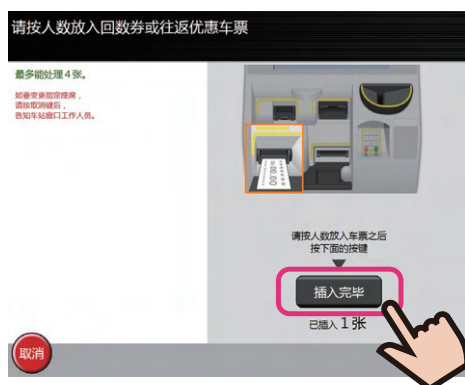 请按人数放入回数券或往返优惠车票
最多能处理4张。
如要变更指定座席，
请按取消键后，
告知车站窗口工作人员。
请按人数放入车票之后
按下面的按键
插入完毕
已插入 1 张
取消